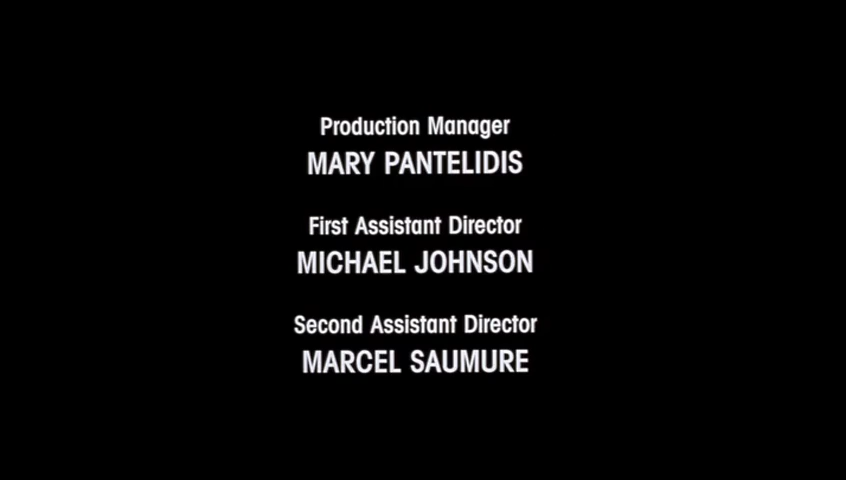 Production Manager
MARY PANTELIDIS
First Assistant Director
MICHAEL JOHNSON
Second Assistant Director
MARCEL SAUMURE